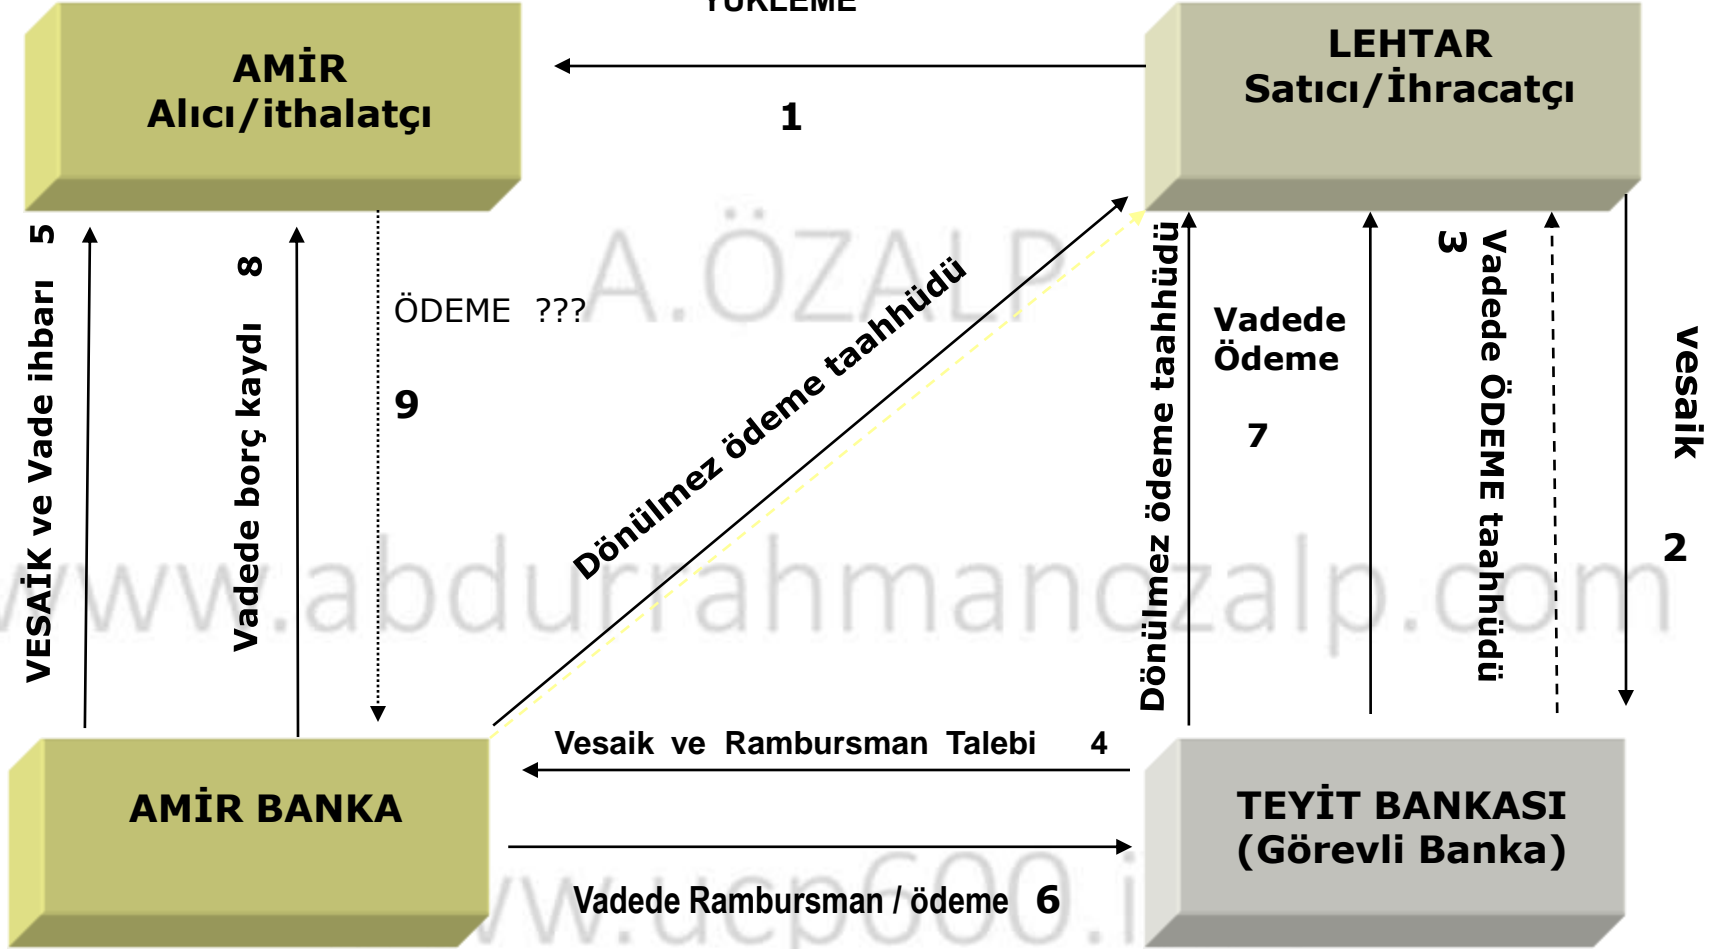 YÜKLEME
AMİR
Alıcı/ithalatçı
LEHTAR
Satıcı/İhracatçı
1
VESAİK ve Vade ihbarı 5
Vadede borç kaydı 8
ÖDEME ???
9
Dönülmez ödeme taahhüdü
Dönülmez ödeme taahhüdü
Vadede
Ödeme
7
3
Vadede ÖDEME taahhüdü
vesaik
2
A.ÖZALP
www.abdurrahmanozalp.com
Vesaik ve Rambursman Talebi 4
AMİR BANKA
TEYİT BANKASI
(Görevli Banka)
Vadede Rambursman / ödeme 6
www.ucp600.i